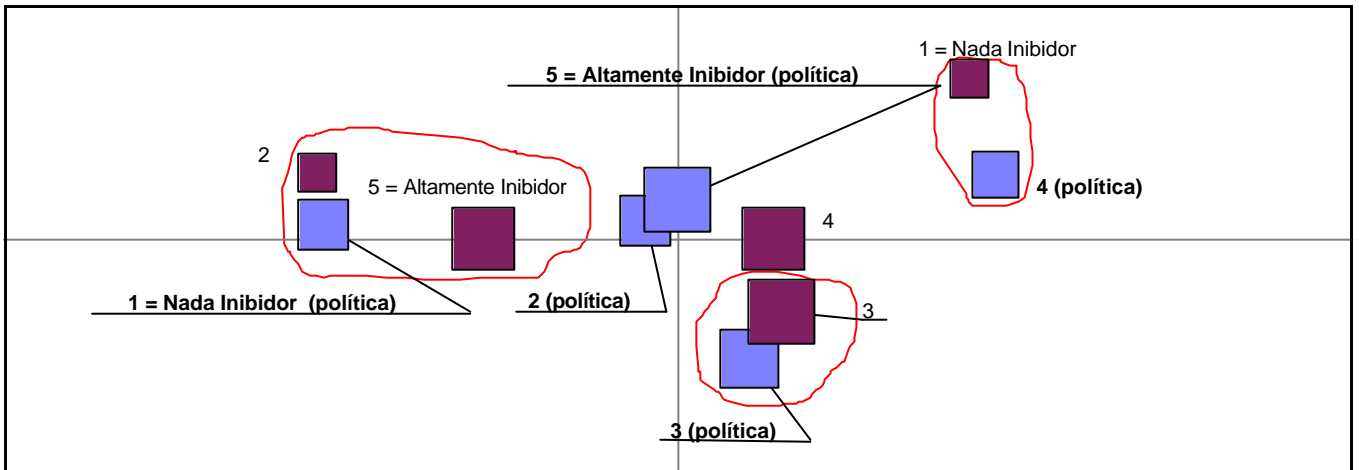 1 = Nada Inibidor
5 = Altamente Inibidor (política)
2
5 = Altamente Inibidor
4 (política)
4
1 = Nada Inibidor  (política)
2 (política)
3
3 (política)